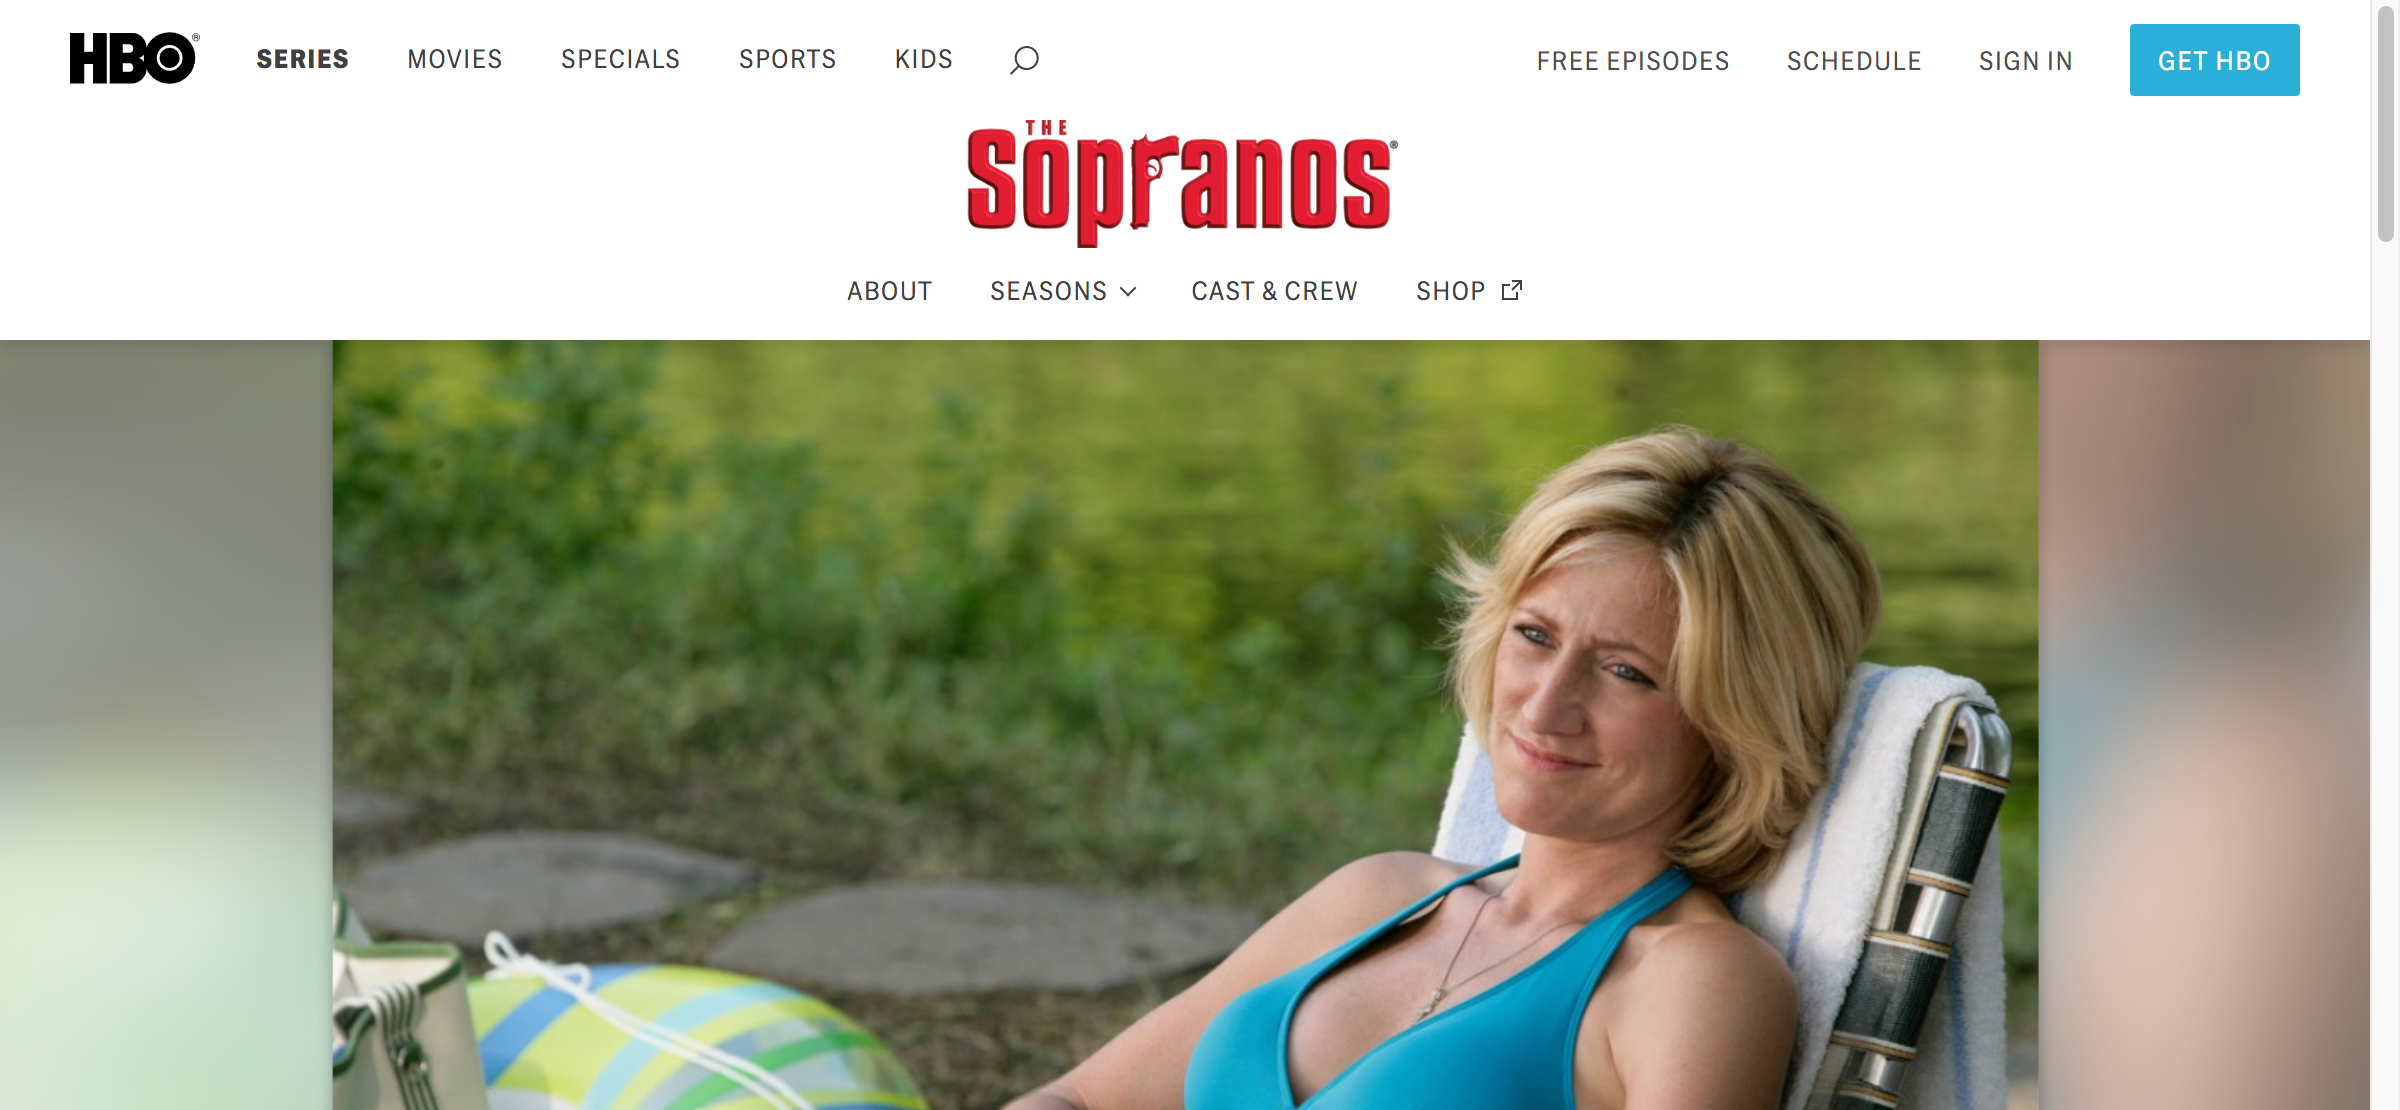 HBO®
SERIES MOVIES SPECIALS SPORTS KIDS
FREE EPISODES SCHEDULE SIGN IN GET HBO
THE
Sopranos®
ABOUT SEASONS CAST & CREW SHOP